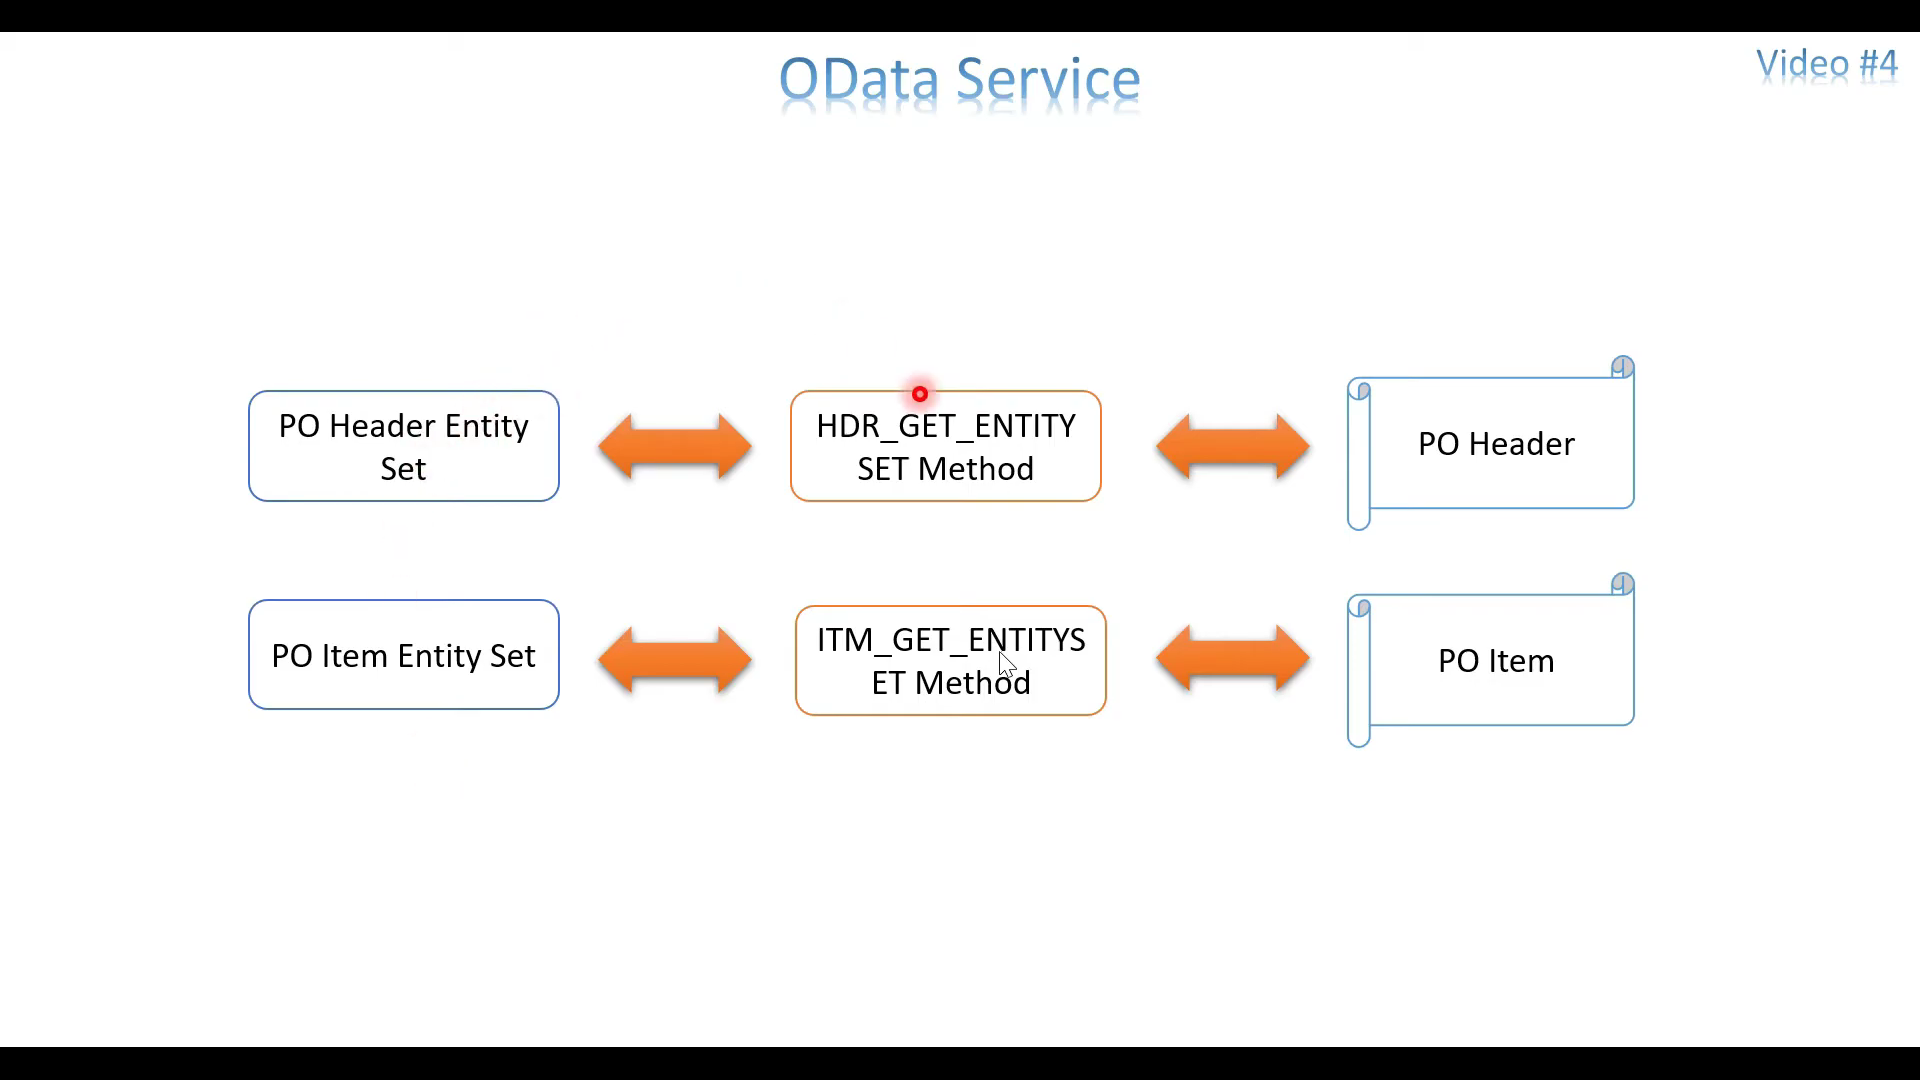 OData Service
Video #4
PO Header Entity
Set
HDR_GET_ENTITY
SET Method
PO Header
PO Item Entity Set
ITM_GET_ENTITYS
ET Method
PO Item